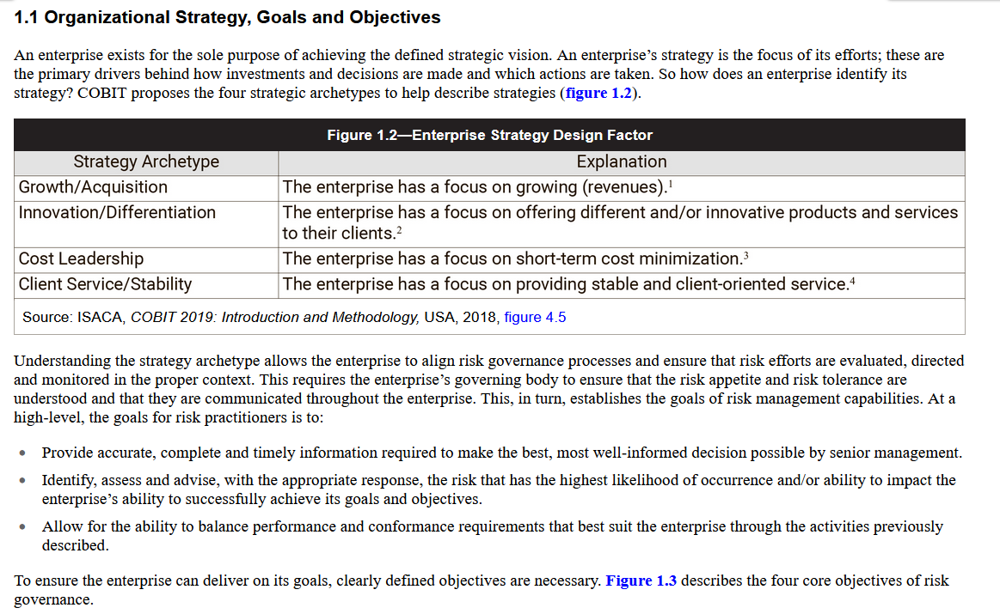 1.1 Organizational Strategy, Goals and Objectives
An enterprise exists for the sole purpose of achieving the defined strategic vision. An enterprise’s strategy is the focus of its efforts; these are
the primary drivers behind how investments and decisions are made and which actions are taken. So how does an enterprise identify its
strategy? COBIT proposes the four strategic archetypes to help describe strategies (figure 1.2).
Figure 1.2—Enterprise Strategy Design Factor
Strategy Archetype Explanation
Growth/Acquisition The enterprise has a focus on growing (revenues).¹
Innovation/Differentiation The enterprise has a focus on offering different and/or innovative products and services
to their clients.²
Cost Leadership The enterprise has a focus on short-term cost minimization.³
Client Service/Stability The enterprise has a focus on providing stable and client-oriented service.⁴
Source: ISACA, COBIT 2019: Introduction and Methodology, USA, 2018, figure 4.5
Understanding the strategy archetype allows the enterprise to align risk governance processes and ensure that risk efforts are evaluated, directed
and monitored in the proper context. This requires the enterprise’s governing body to ensure that the risk appetite and risk tolerance are
understood and that they are communicated throughout the enterprise. This, in turn, establishes the goals of risk management capabilities. At a
high-level, the goals for risk practitioners is to:
• Provide accurate, complete and timely information required to make the best, most well-informed decision possible by senior management.
• Identify, assess and advise, with the appropriate response, the risk that has the highest likelihood of occurrence and/or ability to impact the
enterprise’s ability to successfully achieve its goals and objectives.
• Allow for the ability to balance performance and conformance requirements that best suit the enterprise through the activities previously
described.
To ensure the enterprise can deliver on its goals, clearly defined objectives are necessary. Figure 1.3 describes the four core objectives of risk
governance.